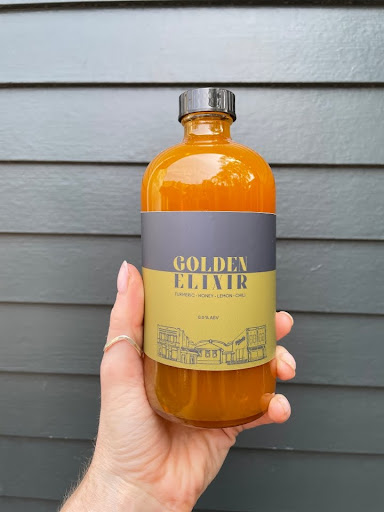 GOLDEN
ELIXIR
TURMERIC • HONEY • LEMON • CHILI